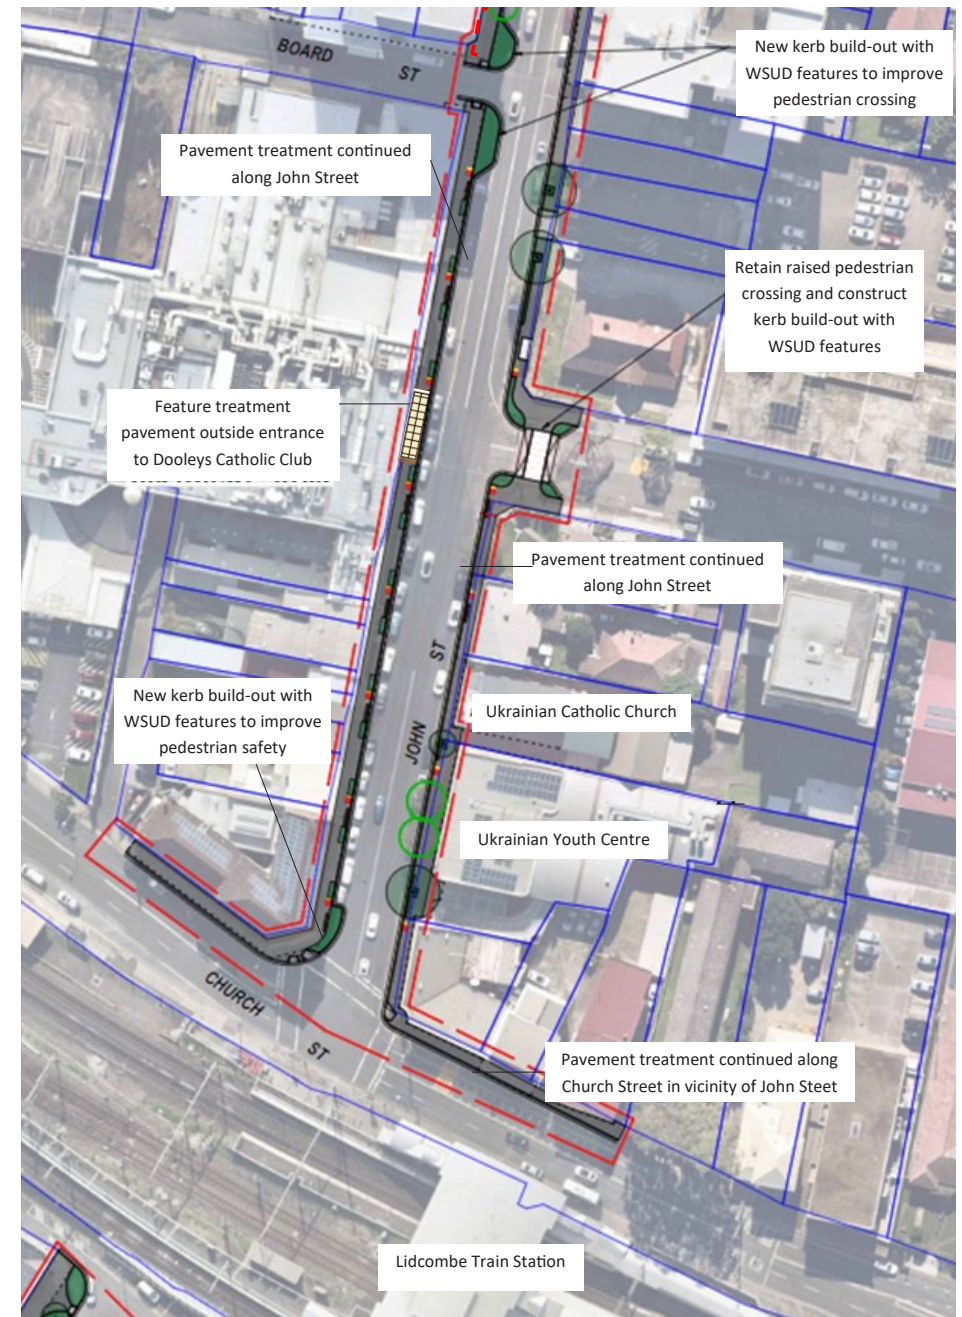 BOARD ST
New kerb build-out with
WSUD features to improve
pedestrian crossing
Pavement treatment continued
along John Street
Retain raised pedestrian
crossing and construct
kerb build-out with
WSUD features
Feature treatment
pavement outside entrance
to Dooleys Catholic Club
Pavement treatment continued
along John Street
New kerb build-out with
WSUD features to improve
pedestrian safety
JOHN ST
Ukrainian Catholic Church
Ukrainian Youth Centre
CHURCH ST
Pavement treatment continued along
Church Street in vicinity of John Steet
Lidcombe Train Station